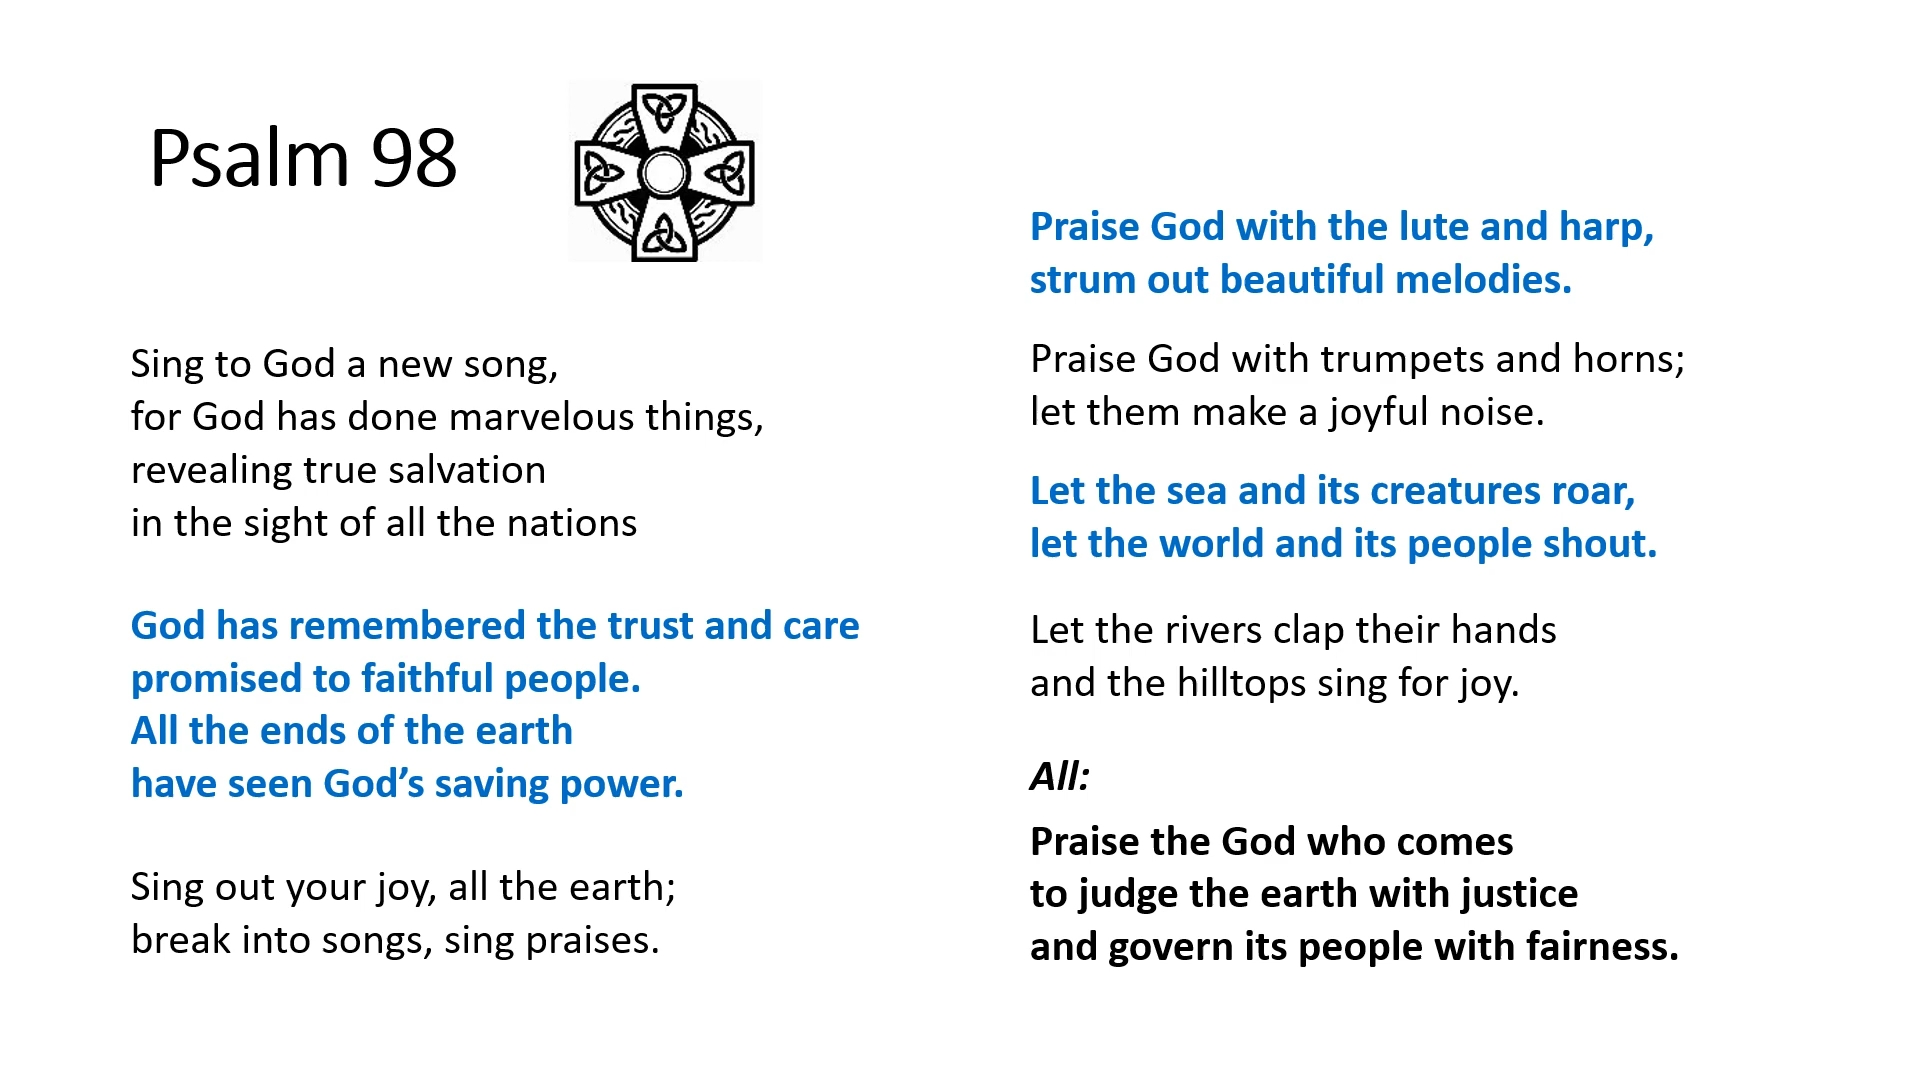 Psalm 98
Sing to God a new song,
for God has done marvelous things,
revealing true salvation
in the sight of all the nations
God has remembered the trust and care
promised to faithful people.
All the ends of the earth
have seen God’s saving power.
Sing out your joy, all the earth;
break into songs, sing praises.
Praise God with the lute and harp,
strum out beautiful melodies.
Praise God with trumpets and horns;
let them make a joyful noise.
Let the sea and its creatures roar,
let the world and its people shout.
Let the rivers clap their hands
and the hilltops sing for joy.
All:
Praise the God who comes
to judge the earth with justice
and govern its people with fairness.